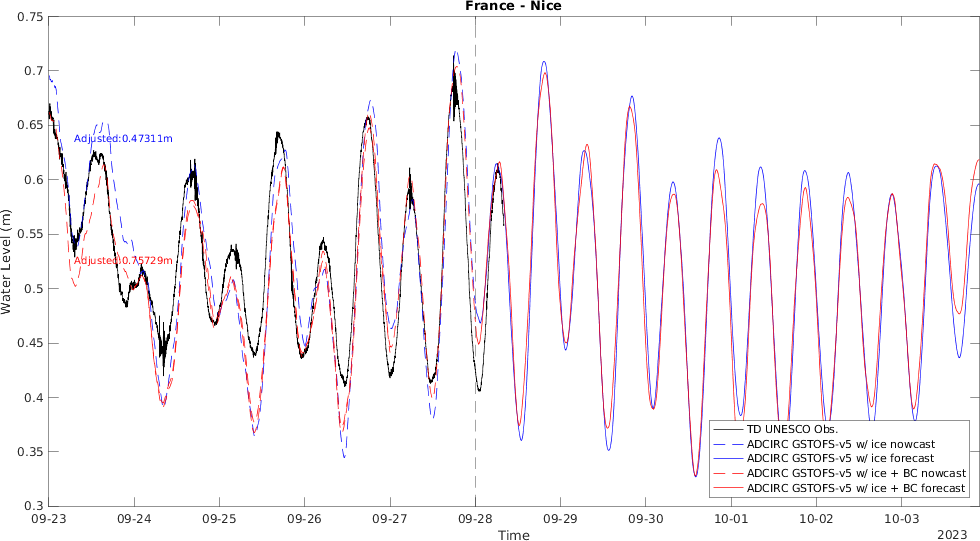 France - Nice
0.75
0.7
0.65
0.6
0.55
0.5
0.45
0.4
0.35
0.3
Water Level (m)
Adjusted:0.47311m
Adjusted:0.75729m
TD UNESCO Obs.
ADCIRC GSTOFS-v5 w/ ice nowcast
ADCIRC GSTOFS-v5 w/ ice forecast
ADCIRC GSTOFS-v5 w/ ice + BC nowcast
ADCIRC GSTOFS-v5 w/ ice + BC forecast
09-23 09-24 09-25 09-26 09-27 09-28 09-29 09-30 10-01 10-02 10-03
Time
2023